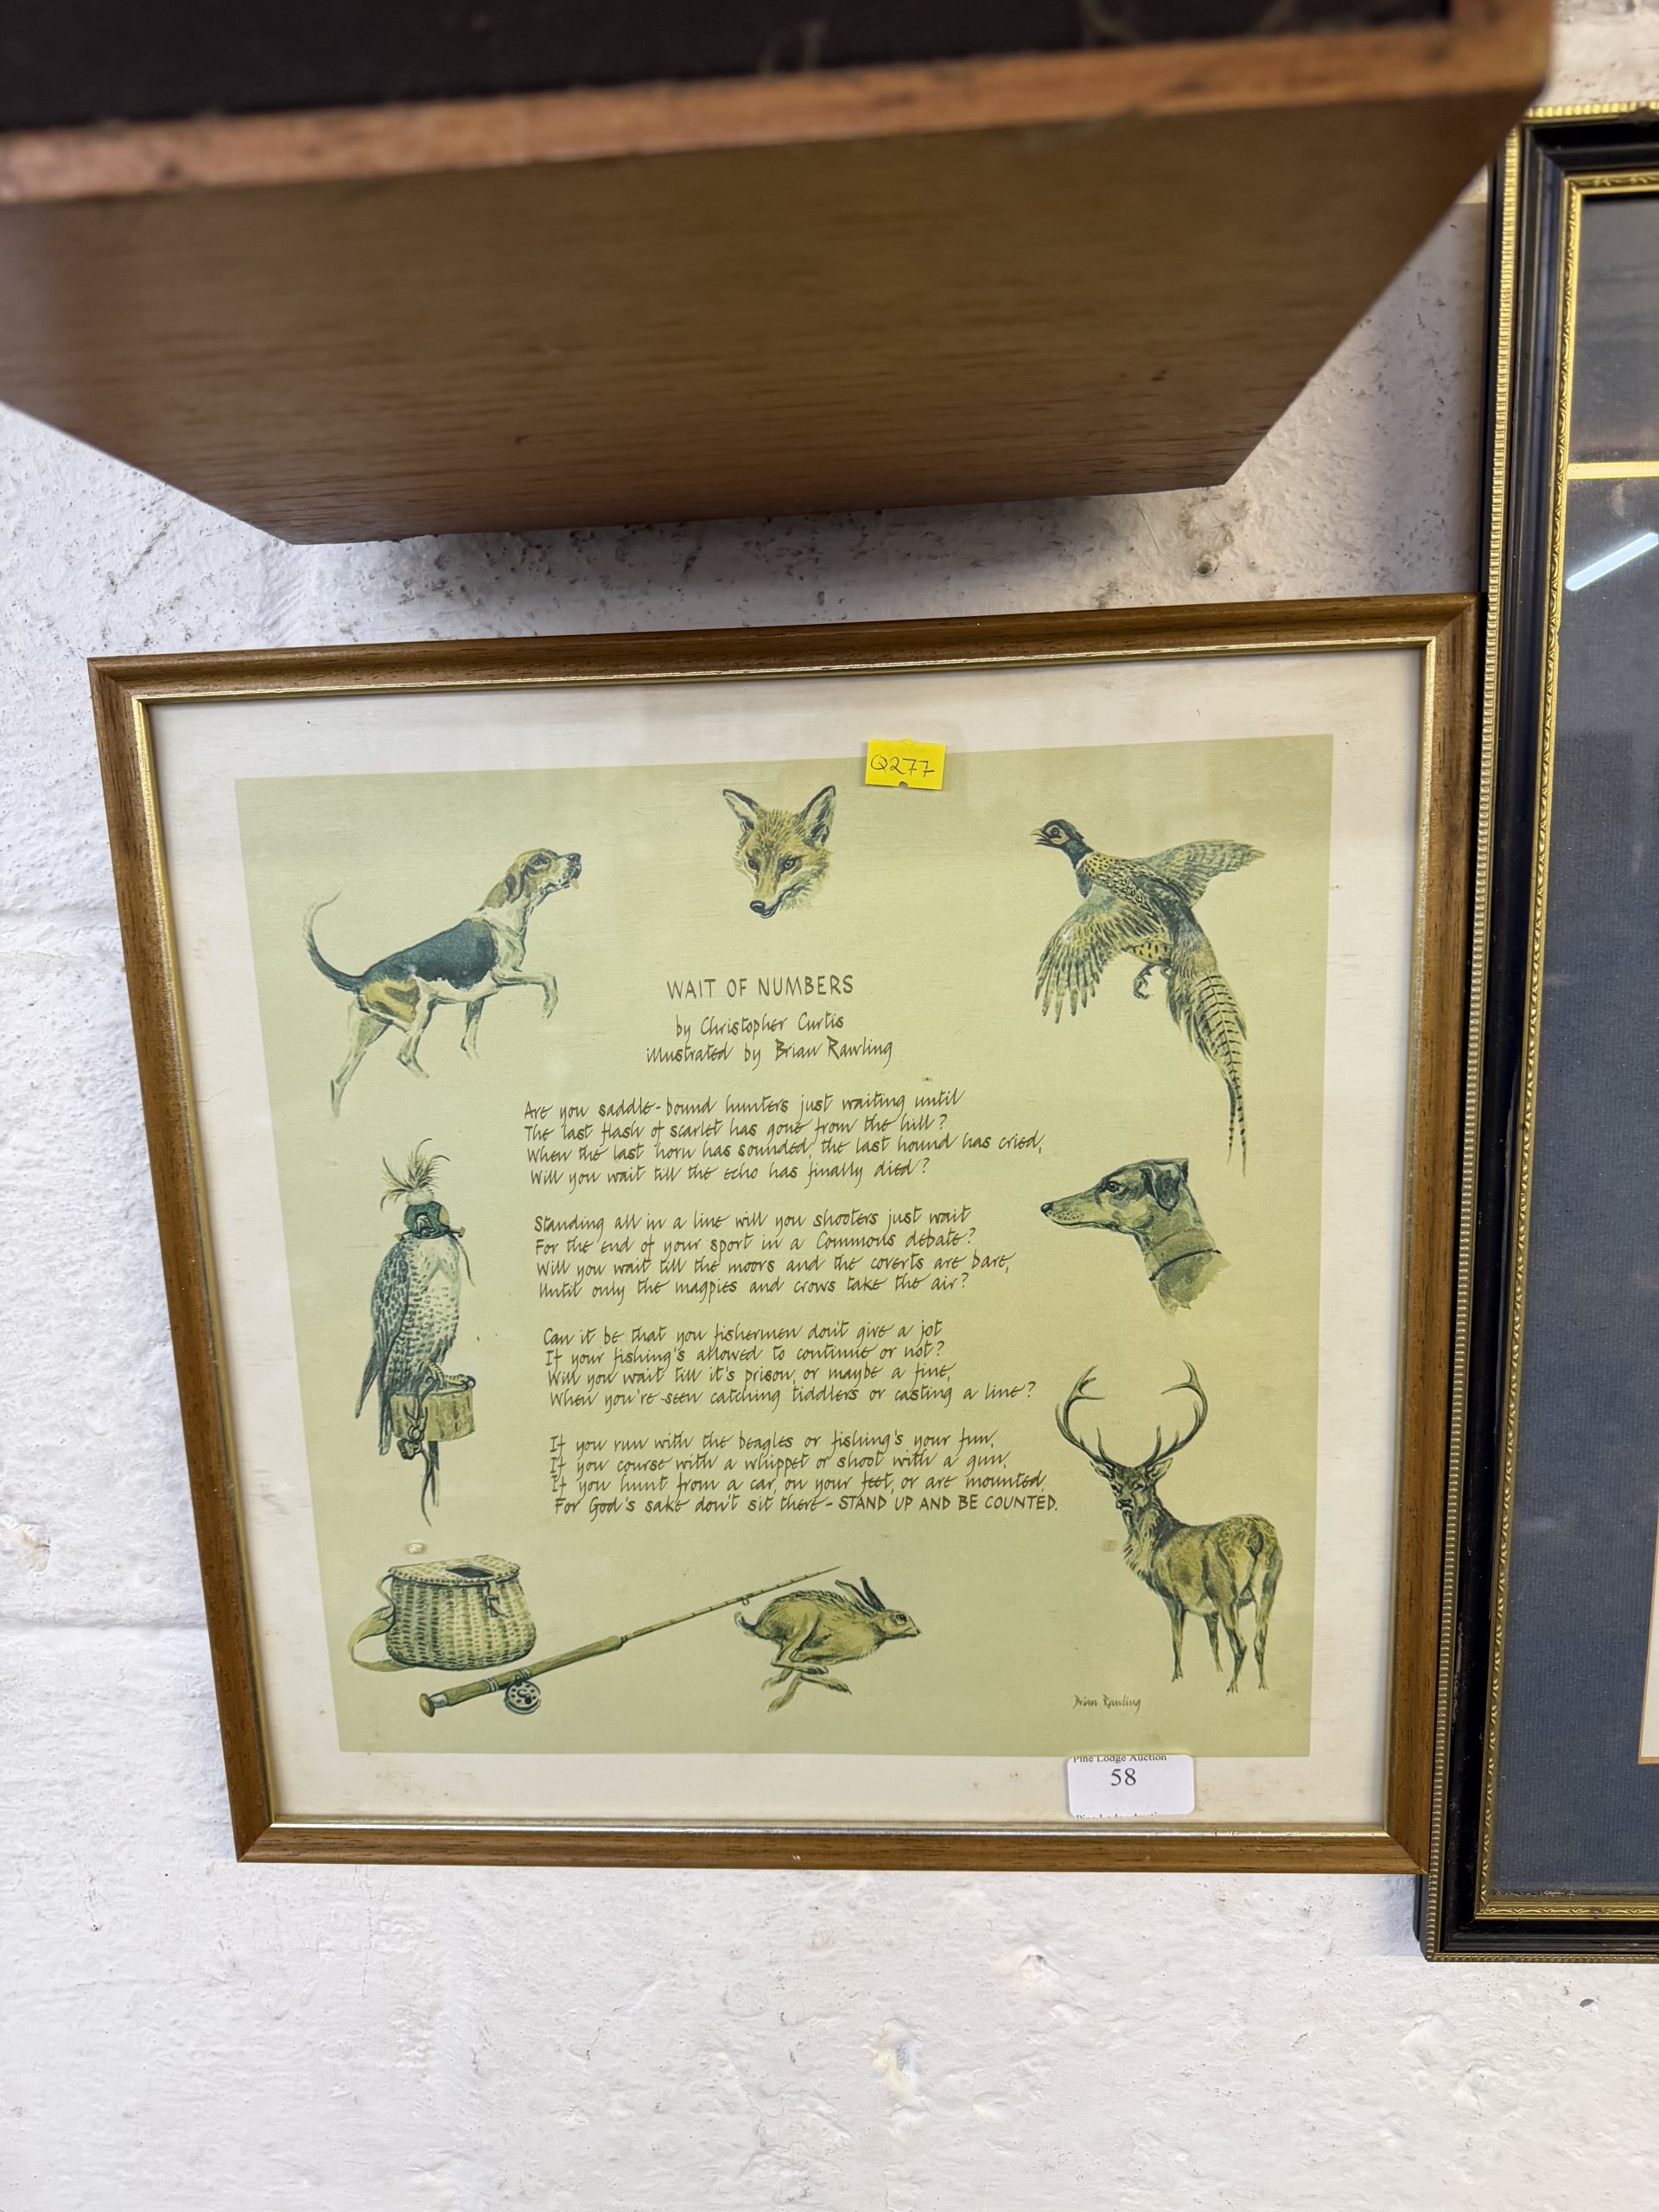 Q277
WAIT OF NUMBERS
by Christopher Curtis
illustrated by Brian Rawling
Are you saddle-bound hunters just waiting until
The last flash of scarlet has gone from the hill?
When the last horn has sounded, the last hound has cried,
Will you wait till the echo has finally died?
Standing all in a line will you shooters just wait
For the end of your sport in a Commons debate?
Will you wait till the moors and the coverts are bare,
Until only the magpies and crows take the air?
Can it be that you fishermen don't give a jot
If your fishing's allowed to continue or not?
Will you wait till it's prison, or maybe a fine,
When you're seen catching tiddlers or casting a line?
If you run with the beagles or fishing's your fun,
If you course with a whippet or shoot with a gun,
If you hunt from a car, on your feet, or are mounted,
For God's sake don't sit there - STAND UP AND BE COUNTED.
Brian Rawling
Pine Lodge Auction
58
Pine Lodge Auction